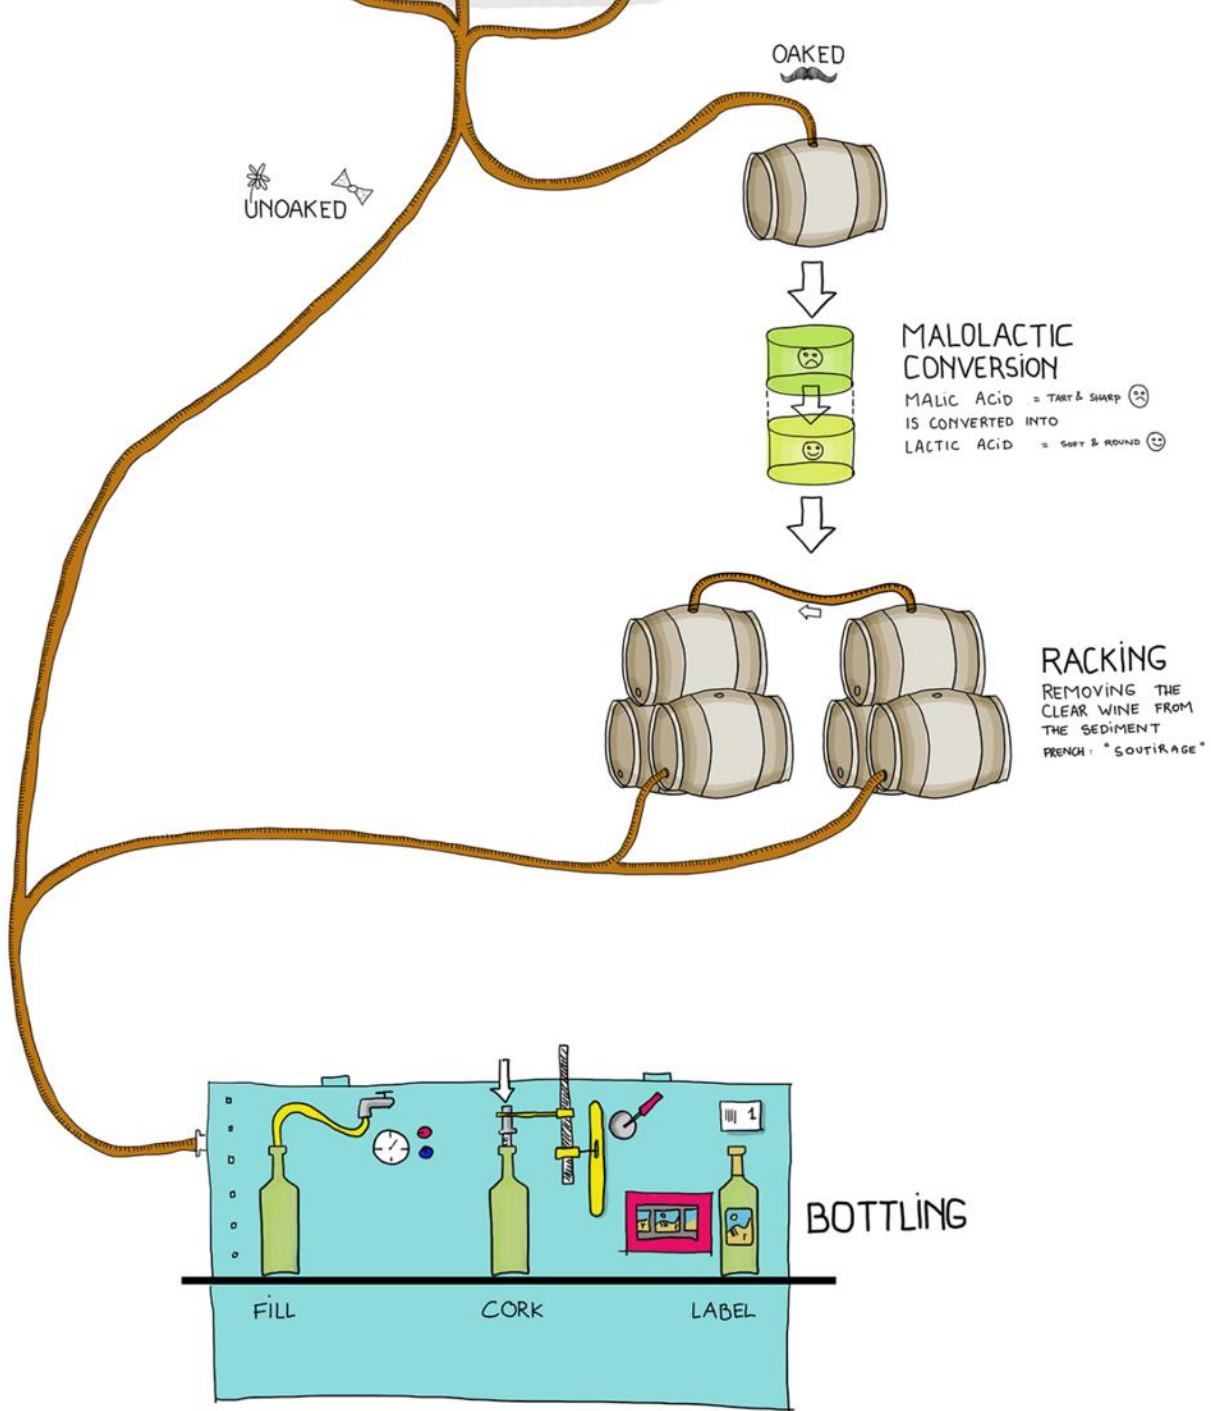 OAKED
UNOAKED
MALOLACTIC
CONVERSION
MALIC ACID = TART & SHARP
IS CONVERTED INTO
LACTIC ACID = SOFT & ROUND
RACKING
REMOVING THE
CLEAR WINE FROM
THE SEDIMENT
PRENCH: "SOUTIRAGE"
1
BOTTLING
FILL
CORK
LABEL